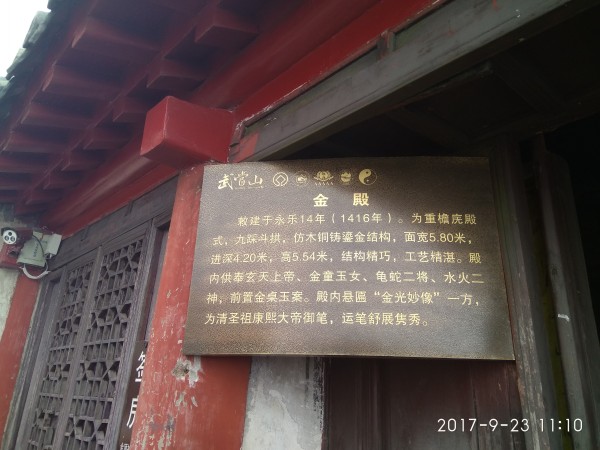 武当山
金 殿
敕建于永乐14年（1416年）。为重檐庑殿
式，九踩斗拱，仿木铜铸鎏金结构，面宽5.80米，
进深4.20米，高5.54米，结构精巧，工艺精湛。殿
内供奉玄天上帝、金童玉女、龟蛇二将、水火二
神，前置金桌玉案。殿内悬匾“金光妙像”一方，
为清圣祖康熙大帝御笔，运笔舒展隽秀。
签房
2017-9-23 11:10